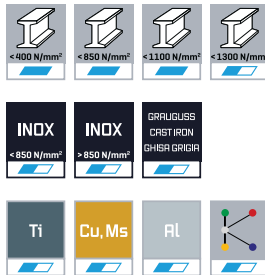 <400 N/mm²
<850 N/mm²
<1100 N/mm²
<1300 N/mm²
INOX
<850 N/mm²
INOX
>850 N/mm²
GRAUGUSS
CAST IRON
GHISA GRIGIA
Ti
Cu, Ms
Al